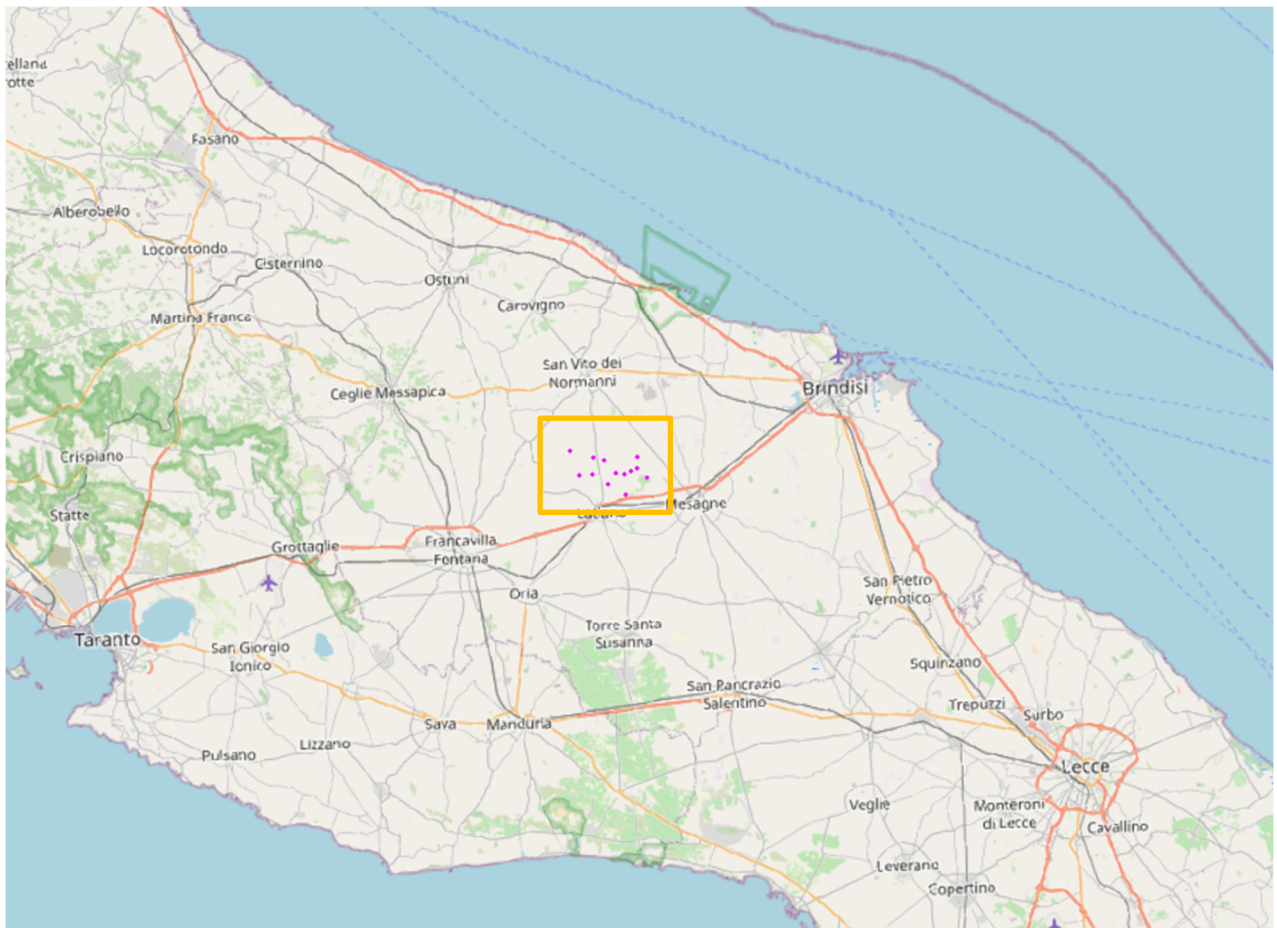 ellana
otte
Fasano
Alberobello
Locorotondo
Cisternino
Ostuni
Carovigno
Martina Franca
San Vito dei
Normanni
Ceglie Messapica
Brindisi
Crispiano
Statte
Mesagne
Grottaglie
Francavilla
Fontana
Oria
San Pietro
Vernotico
Taranto
San Giorgio
Ionico
Torre Santa
Susanna
Squinzano
San Pancrazio
Salentino
Trepuzzi
Surbo
Sava
Manduria
Pulsano
Lizzano
Lecce
Veglie
Monteroni
di Lecce
Cavallino
Leverano
Copertino